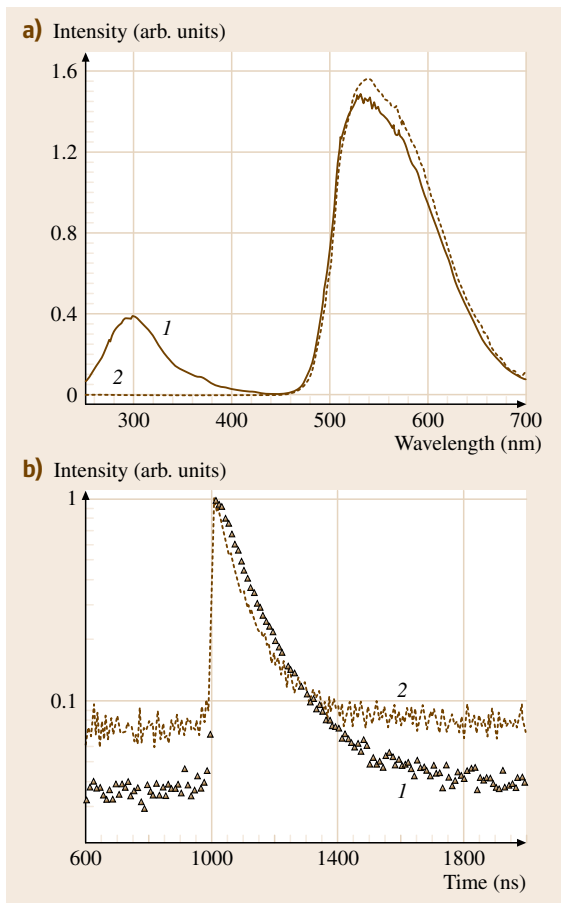 a) Intensity (arb. units)
1.6
1.2
0.8
0.4
0
1
2
300 400 500 600 700
Wavelength (nm)
b) Intensity (arb. units)
1
0.1
2
1
600 1000 1400 1800
Time (ns)